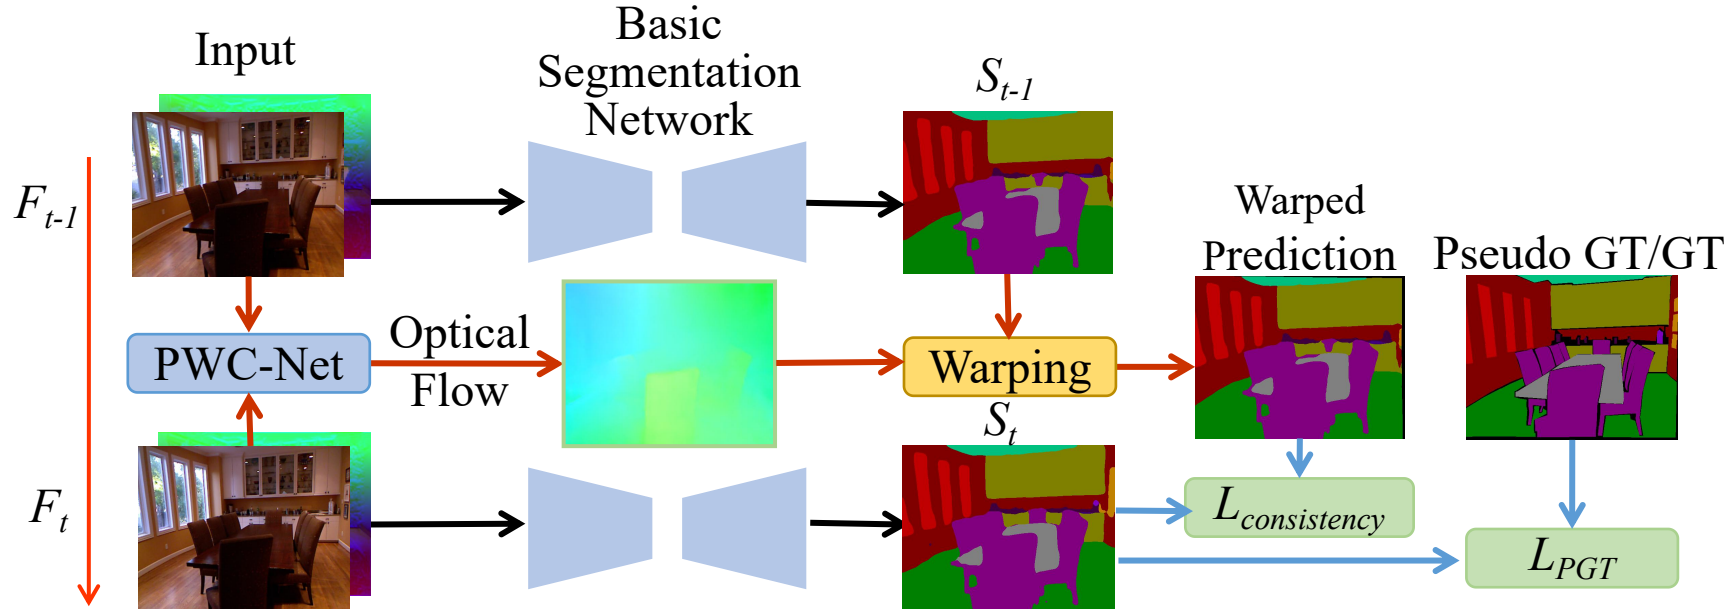 Input
Basic
Segmentation
Network
S_{t-1}
F_{t-1}
Warped
Prediction
Pseudo GT/GT
PWC-Net
Optical
Flow
Warping
S_t
F_t
L_{consistency}
L_{PGT}